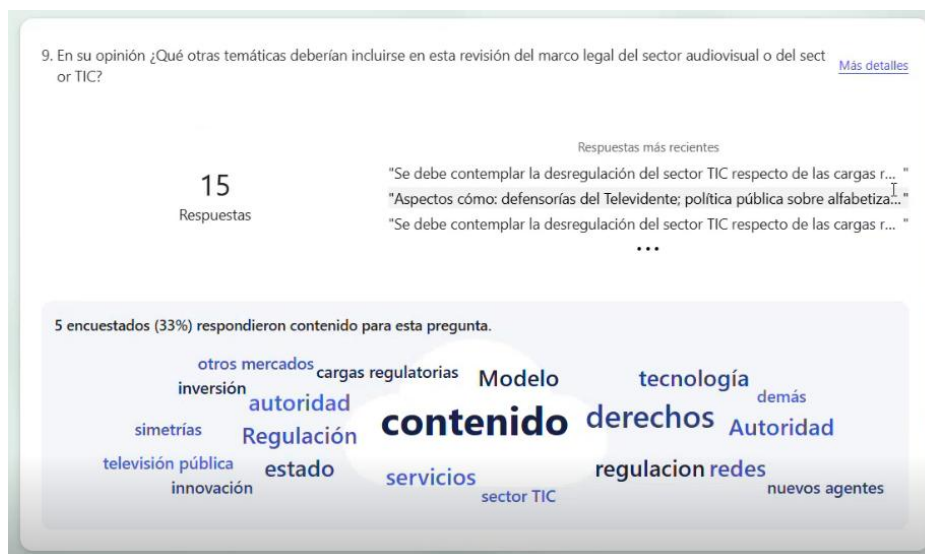 9. En su opinión ¿Qué otras temáticas deberían incluirse en esta revisión del marco legal del sector audiovisual o del sect
or TIC?
Más detalles
15
Respuestas
Respuestas más recientes
"Se debe contemplar la desregulación del sector TIC respecto de las cargas r... "
"Aspectos cómo: defensorías del Televidente; política pública sobre alfabetiza... "
"Se debe contemplar la desregulación del sector TIC respecto de las cargas r... "
...
5 encuestados (33%) respondieron contenido para esta pregunta.
otros mercados cargas regulatorias Modelo tecnología
inversión autoridad contenido derechos demás
simetrías Regulación Autoridad
televisión pública estado servicios regulacion redes
innovación sector TIC nuevos agentes